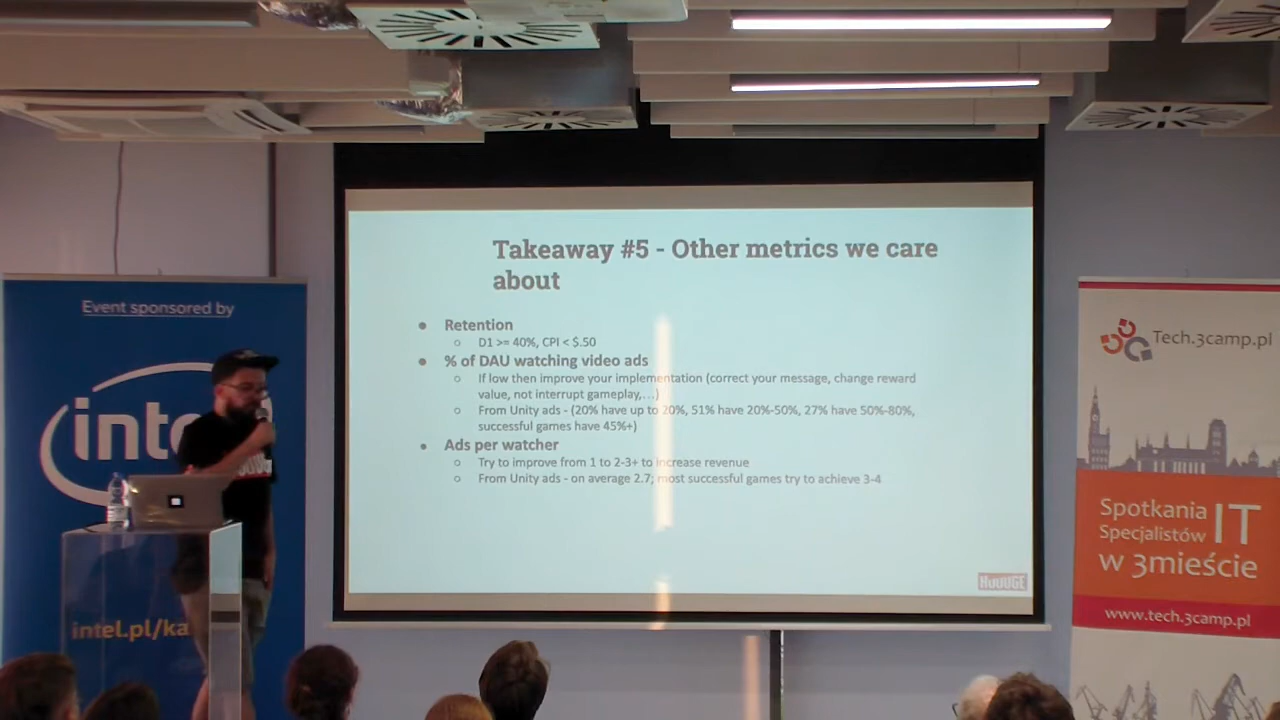 Event sponsored by
intel
intel.pl/ka
Takeaway #5 - Other metrics we care
about
● Retention
○ D1 >= 40%, CPI < $.50
● % of DAU watching video ads
○ If low then improve your implementation (correct your message, change reward
value, not interrupt gameplay,...)
○ From Unity ads - (20% have up to 20%, 51% have 20%-50%, 27% have 50%-80%,
successful games have 45%+)
● Ads per watcher
○ Try to improve from 1 to 2-3+ to increase revenue
○ From Unity ads - on average 2.7; most successful games try to achieve 3-4
HUUUGE
Tech.3camp.pl
Spotkania
Specjalistów IT
w 3mieście
www.tech.3camp.pl